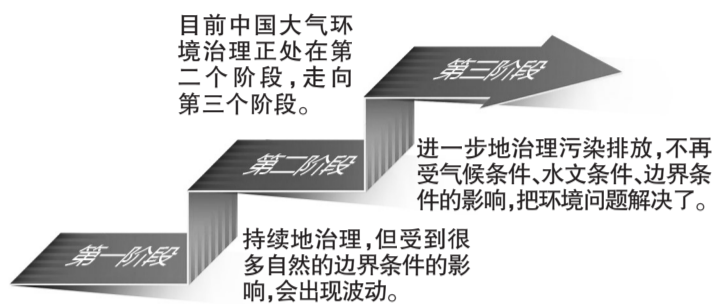 目前中国大气环
境治理正处在第
二个阶段，走向
第三个阶段。
第三阶段
第二阶段
进一步地治理污染排放，不再
受气候条件、水文条件、边界条
件的影响，把环境问题解决了。
第一阶段
持续地治理，但受到很
多自然的边界条件的影
响，会出现波动。